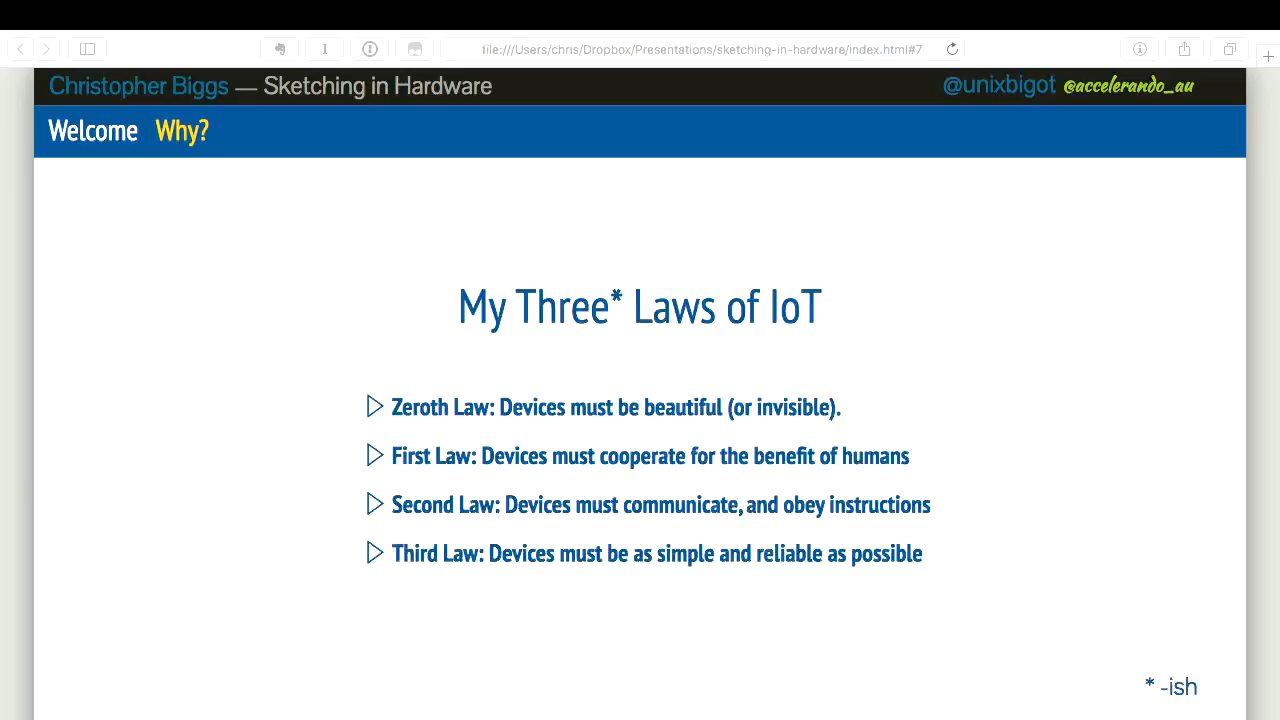 tile:///Users/chris/Dropbox/Presentations/sketching-in-hardware/index.html#7
Christopher Biggs — Sketching in Hardware @unixbigot @accelerando_au
Welcome Why?
My Three* Laws of IoT
Zeroth Law: Devices must be beautiful (or invisible).
First Law: Devices must cooperate for the benefit of humans
Second Law: Devices must communicate, and obey instructions
Third Law: Devices must be as simple and reliable as possible
* -ish